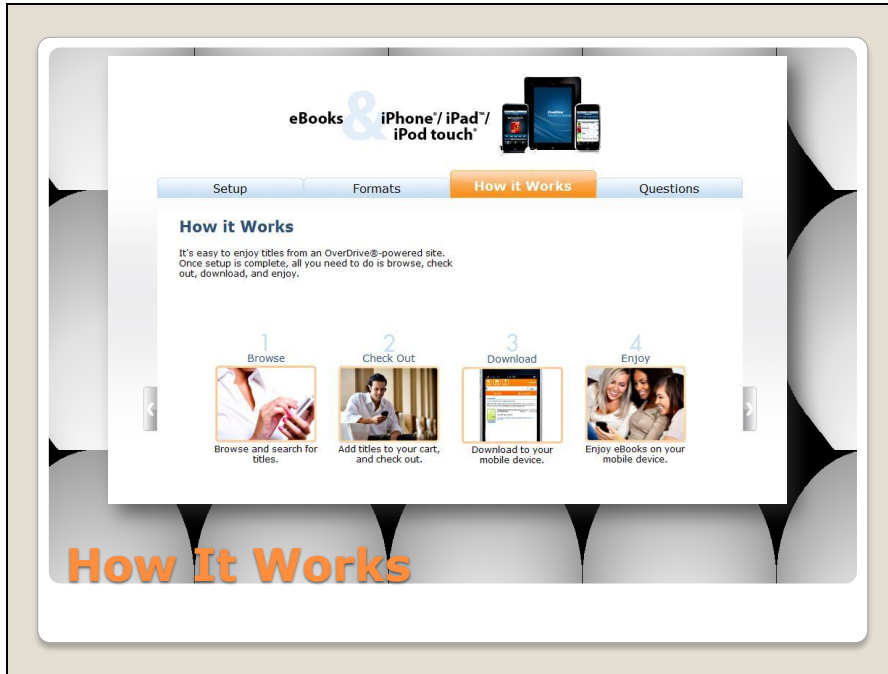 eBooks & iPhone®/ iPad™/
iPod touch®
Setup Formats How it Works Questions
How it Works
It's easy to enjoy titles from an OverDrive®-powered site.
Once setup is complete, all you need to do is browse, check
out, download, and enjoy.
1 2 3 4
Browse Check Out Download Enjoy
Browse and search for
titles.
Add titles to your cart,
and check out.
Download to your
mobile device.
Enjoy eBooks on your
mobile device.
How It Works